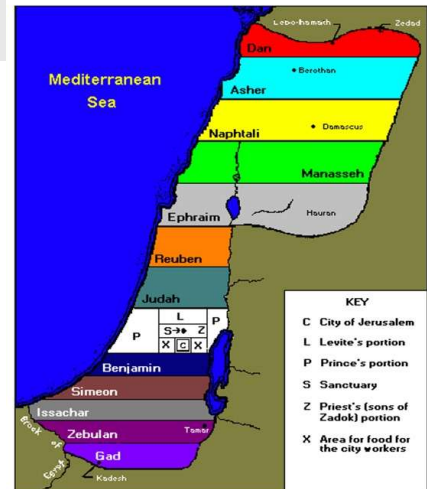 Lebo-hamath
Zedad
Dan
Mediterranean
Sea
Berothan
Asher
Damascus
Naphtali
Manasseh
Ephraim
Hauran
Reuben
Judah
L
P
P
S Z
X C X
Benjamin
Simeon
Issachar
Zebulan
Tamar
Gad
Brook of
Egypt
Kadesh
KEY
C City of Jerusalem
L Levite's portion
P Prince's portion
S Sanctuary
Z Priest's (sons of
Zadok) portion
X Area for food for
the city workers